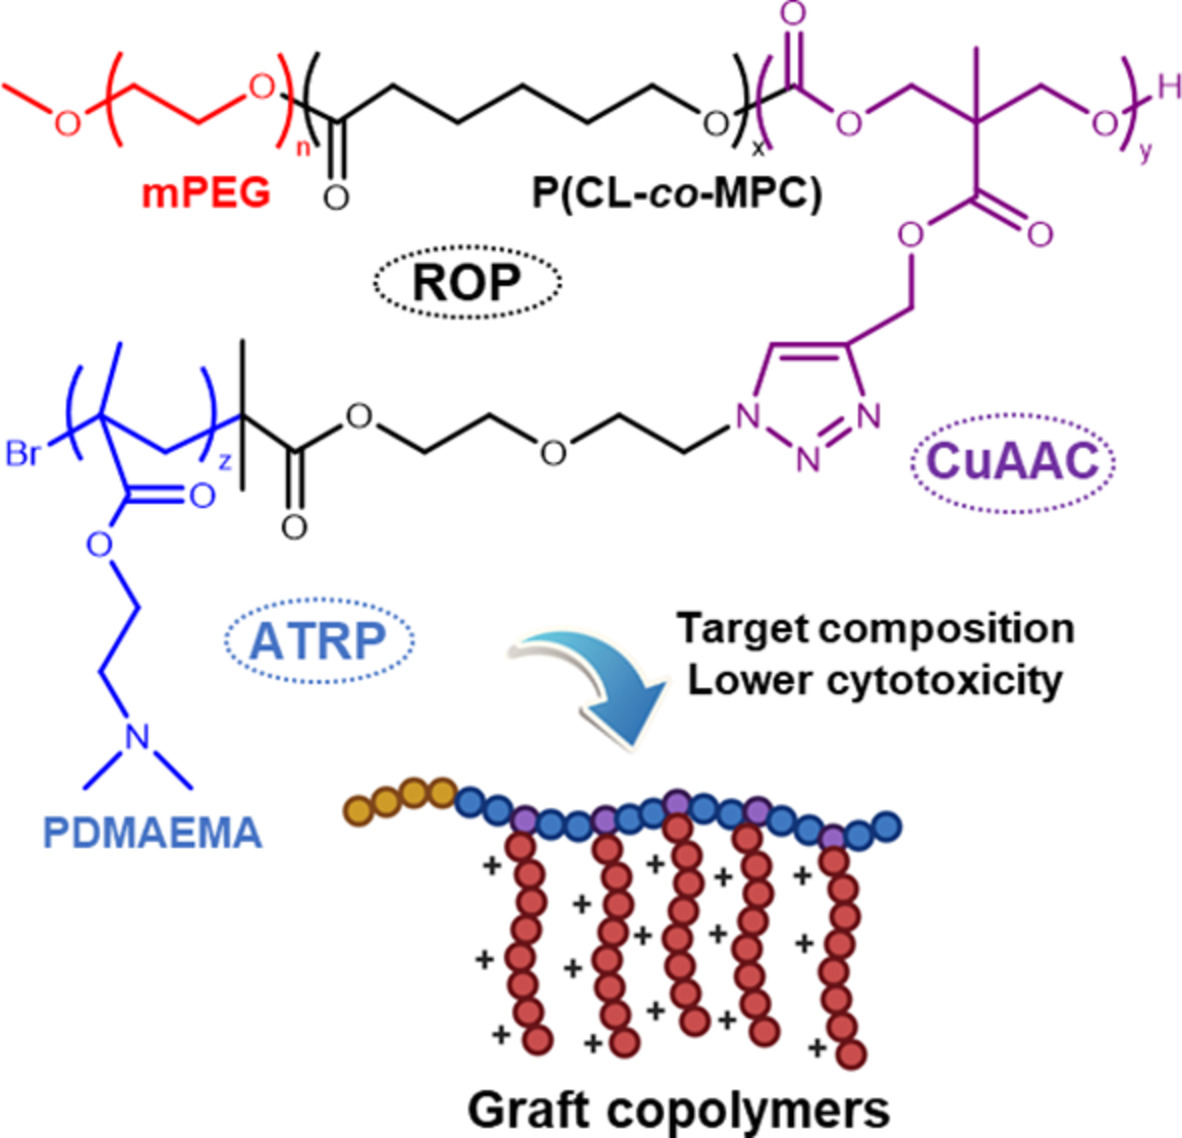 O
O
O
n
O
O
x
O
O
H
y
mPEG
P(CL-co-MPC)
O
O
ROP
Br
z
O
O
O
N
N
N
CuAAC
O
O
O
ATRP
N
PDMAEMA
Target composition
Lower cytotoxicity
+ + + + +
+ + + + +
+ + + + +
Graft copolymers